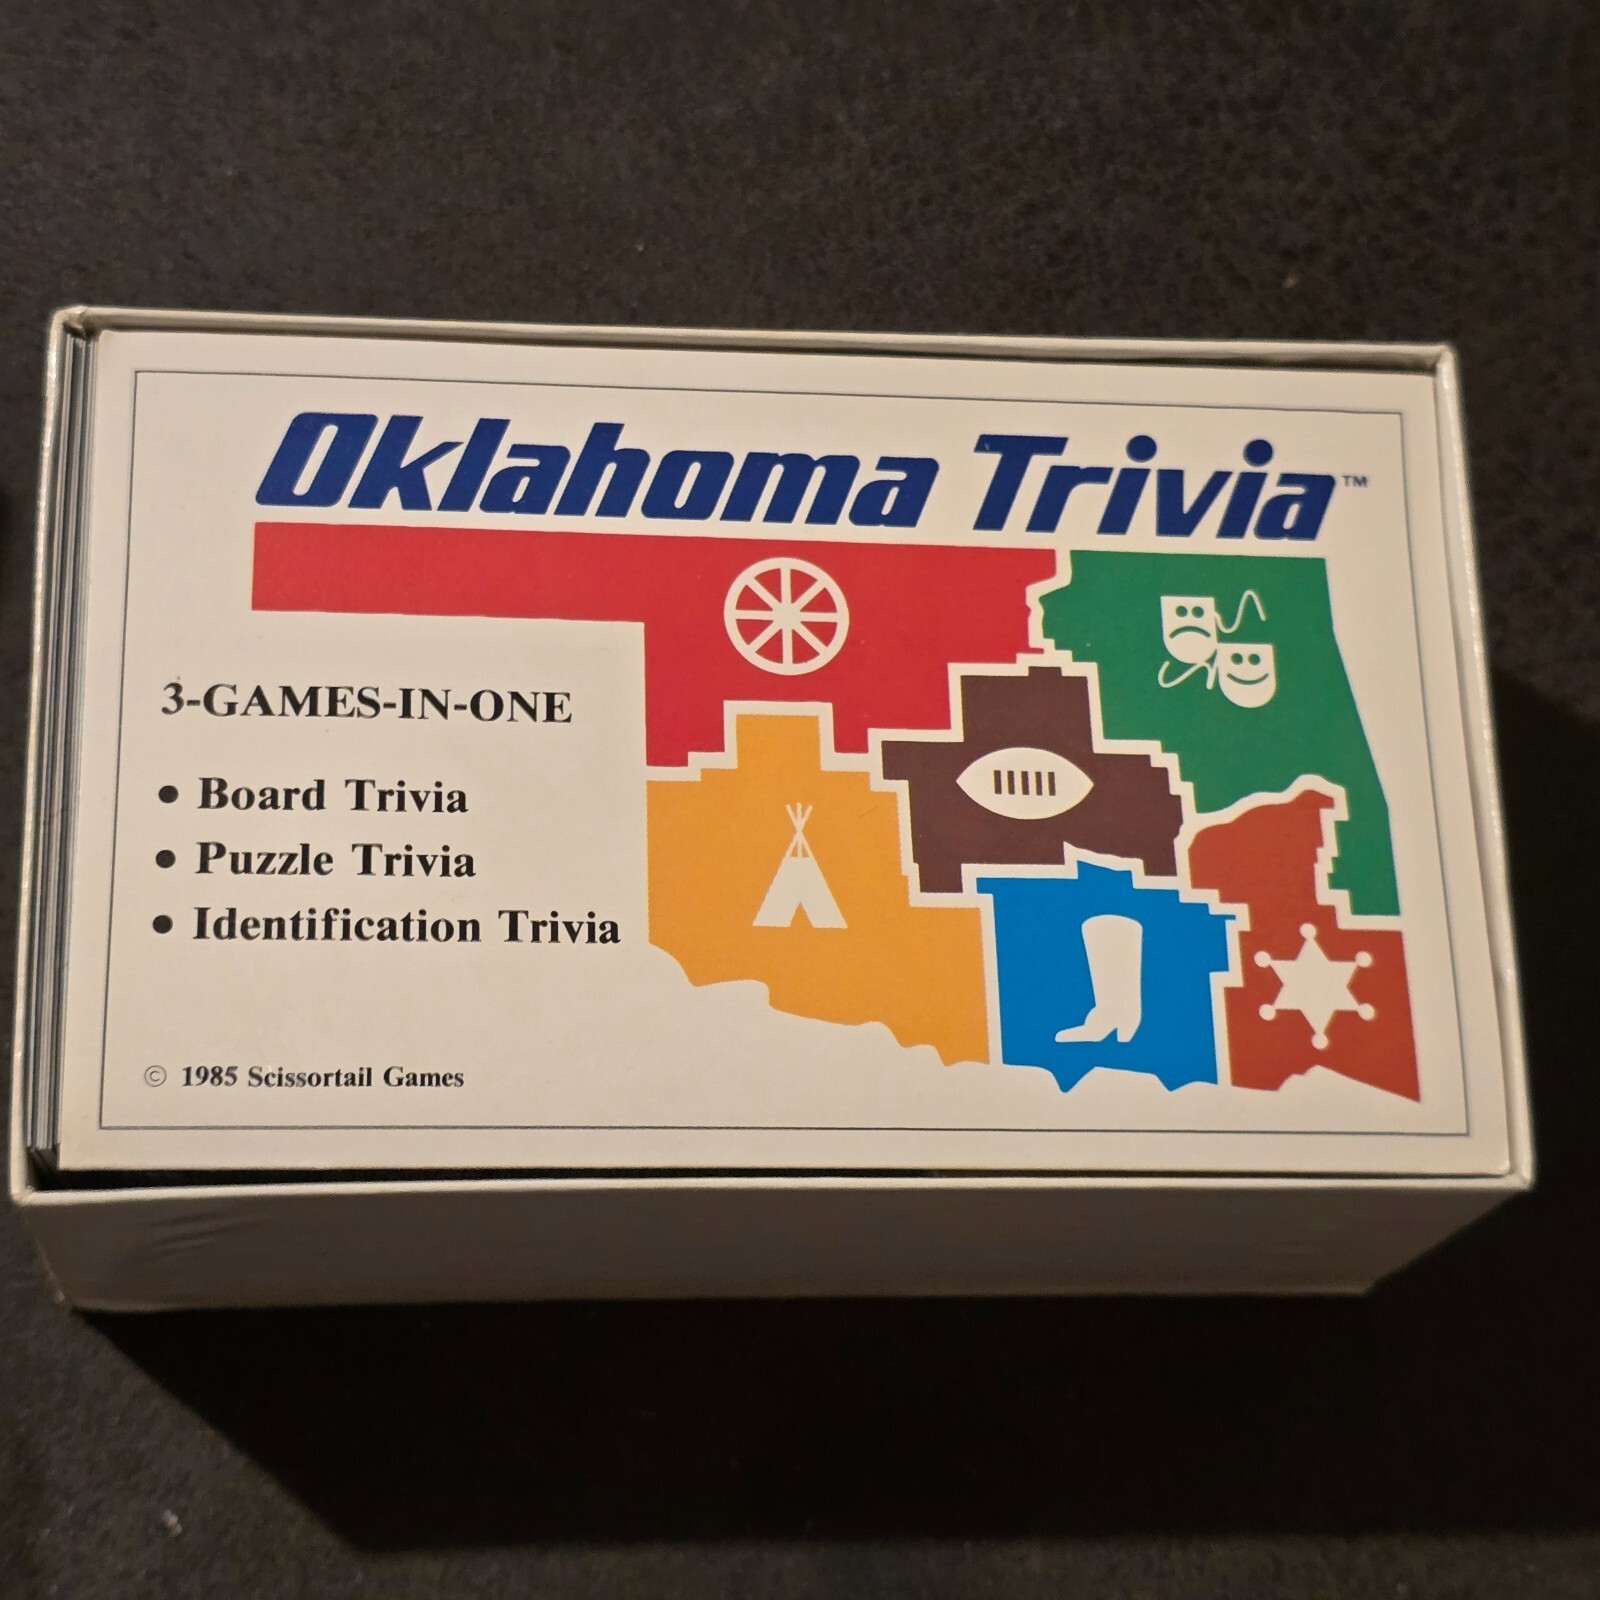 Oklahoma Trivia™
3-GAMES-IN-ONE
• Board Trivia
• Puzzle Trivia
• Identification Trivia
© 1985 Scissortail Games